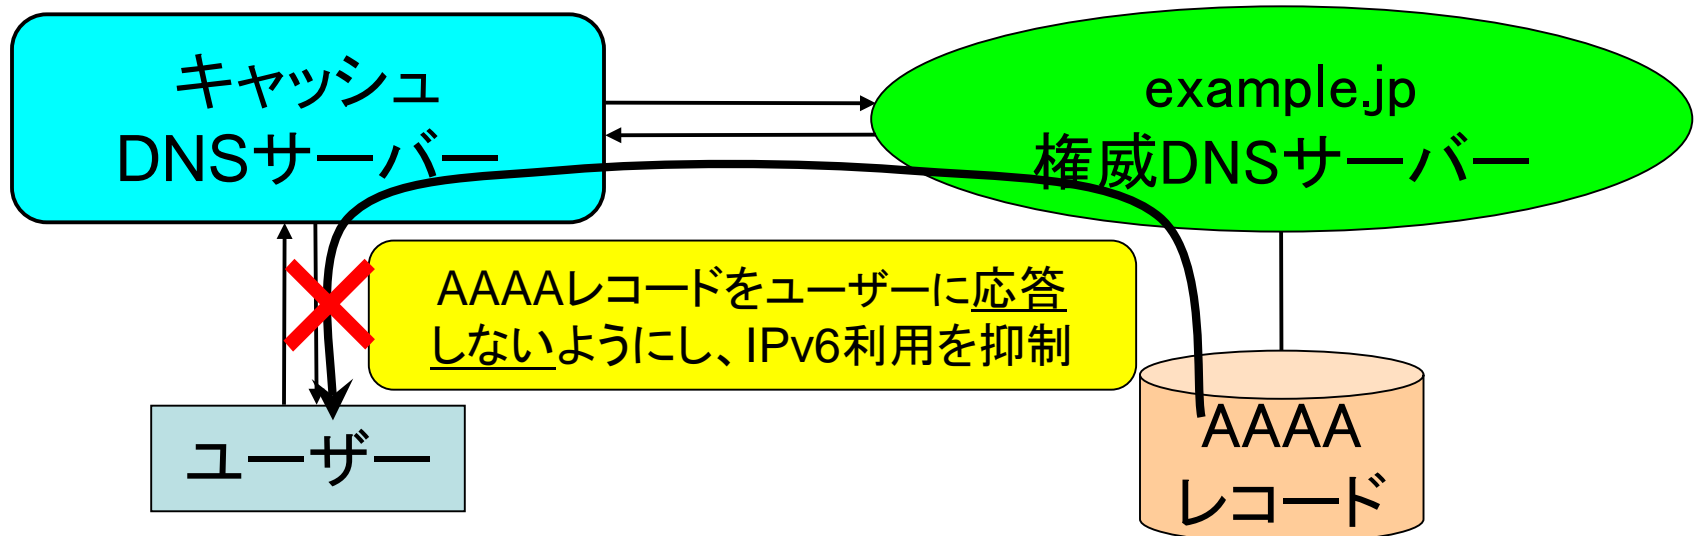 キャッシュ
DNSサーバー
example.jp
権威DNSサーバー
AAAAレコードをユーザーに応答
しないようにし、IPv6利用を抑制
ユーザー
AAAA
レコード